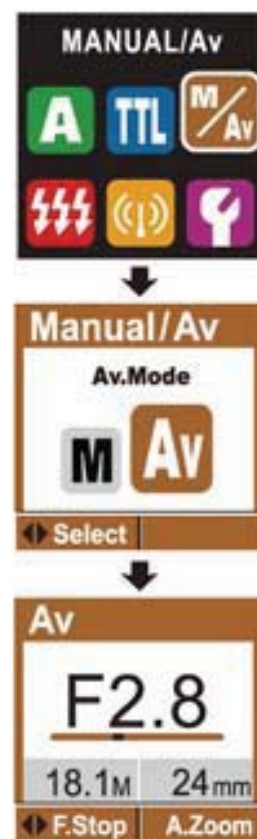 MANUAL/Av
A TTL M/Av
Manual/Av
Av.Mode
M Av
Select
Av
F2.8
18.1M 24mm
F.Stop A.Zoom